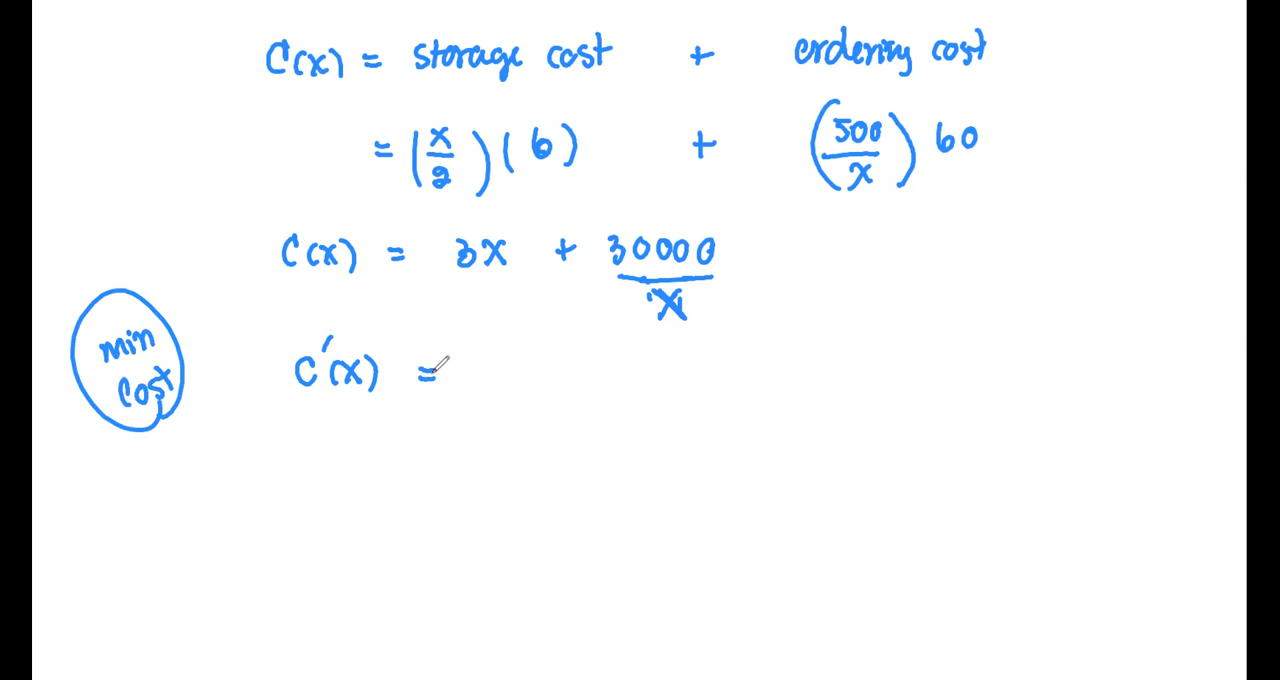 C(x) = storage cost + ordering cost
= (x/2)(6) + (500/x) 60
C(x) = 3x + 30000/x
min
cost
C'(x) =